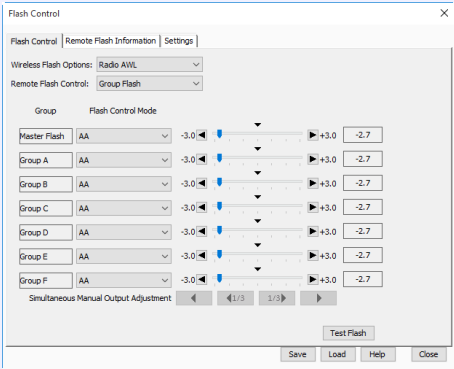 Flash Control
Flash Control Remote Flash Information Settings
Wireless Flash Options: Radio AWL
Remote Flash Control: Group Flash
Group Flash Control Mode
Master Flash AA -3.0 +3.0 -2.7
Group A AA -3.0 +3.0 -2.7
Group B AA -3.0 +3.0 -2.7
Group C AA -3.0 +3.0 -2.7
Group D AA -3.0 +3.0 -2.7
Group E AA -3.0 +3.0 -2.7
Group F AA -3.0 +3.0 -2.7
Simultaneous Manual Output Adjustment 1/3 1/3
Test Flash
Save Load Help Close